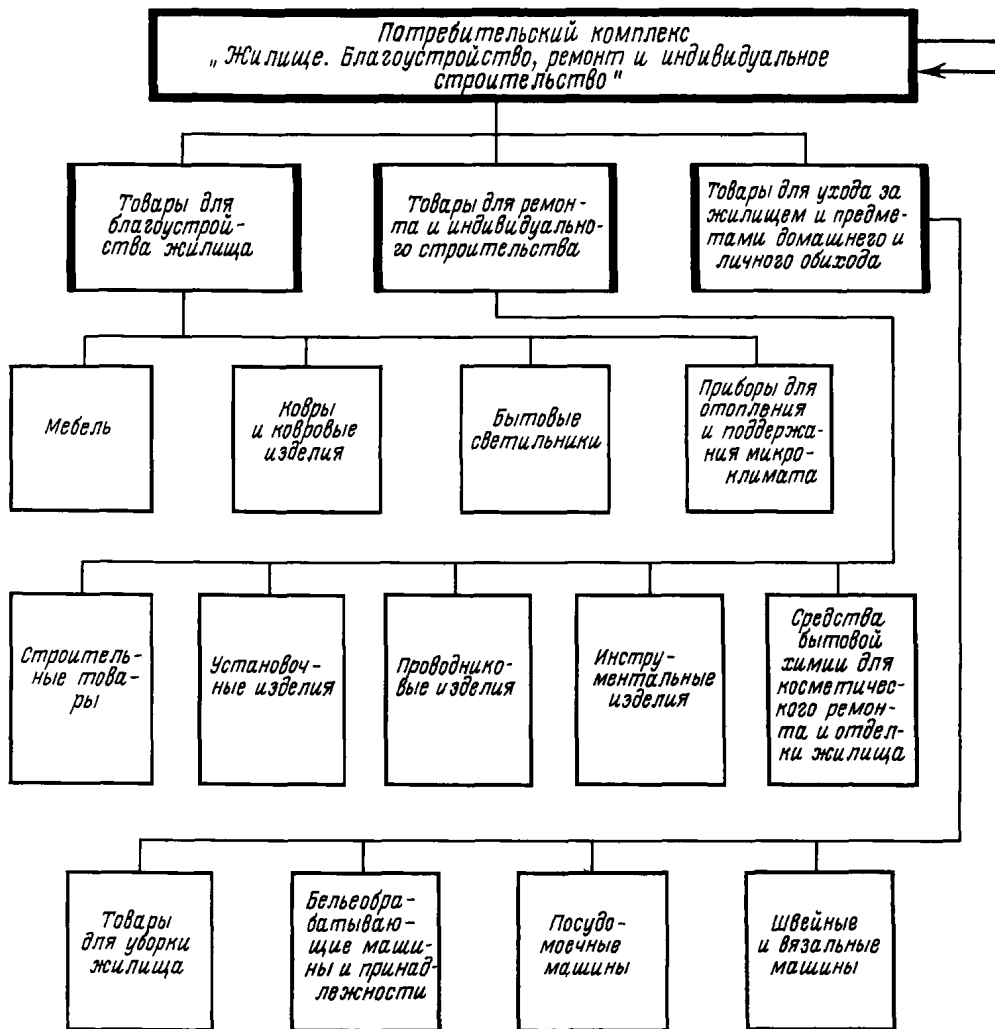 Потребительский комплекс
„Жилище. Благоустройство, ремонт и индивидуальное
строительство"
Товары для
благоустрой-
ства жилища
Товары для ремон-
та и индивидуально-
го строительства
Товары для ухода за
жилищем и предме-
тами домашнего и
личного обихода
Мебель
Ковры
и ковровые
изделия
Бытовые
светильники
Приборы для
отопления
и поддержа-
ния микро-
климата
Строитель-
ные това-
ры
Установоч-
ные изделия
Проводнико-
вые изделия
Инстру-
ментальные
изделия
Средства
бытовой
химии для
косметичес-
кого ремон-
та и отдел-
ки жилища
Товары
для уборки
жилища
Бельеобра-
батываю-
щие маши-
ны и принад-
лежности
Посудо-
моечные
машины
Швейные
и вязальные
машины